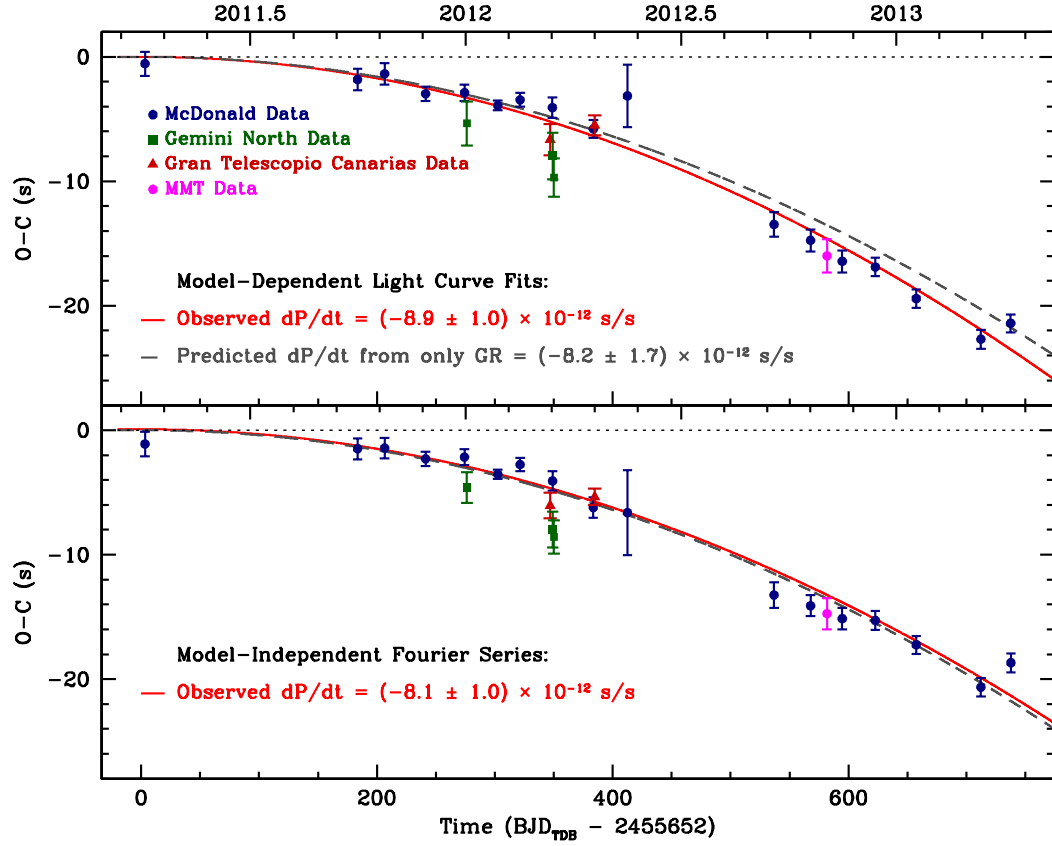 2011.5 2012 2012.5 2013
0
−10
−20
O−C (s)
McDonald Data
Gemini North Data
Gran Telescopio Canarias Data
MMT Data
Model−Dependent Light Curve Fits:
Observed dP/dt = (−8.9 ± 1.0) × 10⁻¹² s/s
Predicted dP/dt from only GR = (−8.2 ± 1.7) × 10⁻¹² s/s
0
−10
−20
O−C (s)
Model−Independent Fourier Series:
Observed dP/dt = (−8.1 ± 1.0) × 10⁻¹² s/s
0 200 400 600
Time (BJD_TDB − 2455652)